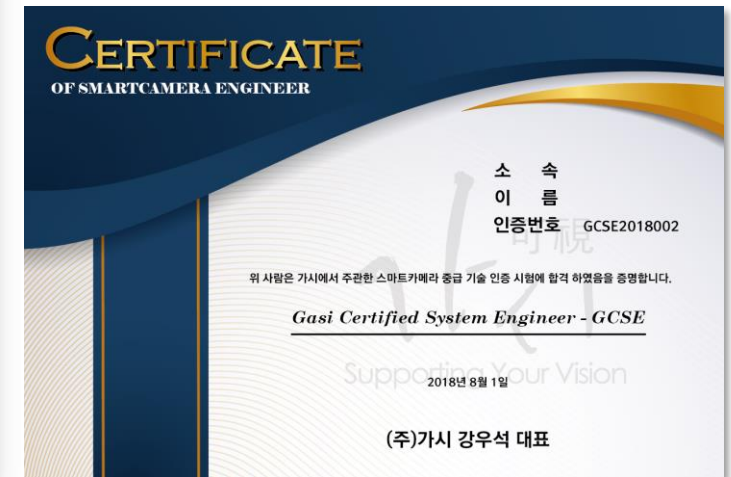 CERTIFICATE
OF SMARTCAMERA ENGINEER
소 속
이 름
인증번호 GCSE2018002
可視
위 사람은 가시에서 주관한 스마트카메라 중급 기술 인증 시험에 합격 하였음을 증명합니다.
Gasi Certified System Engineer - GCSE
Supporting Your Vision
2018년 8월 1일
(주)가시 강우석 대표